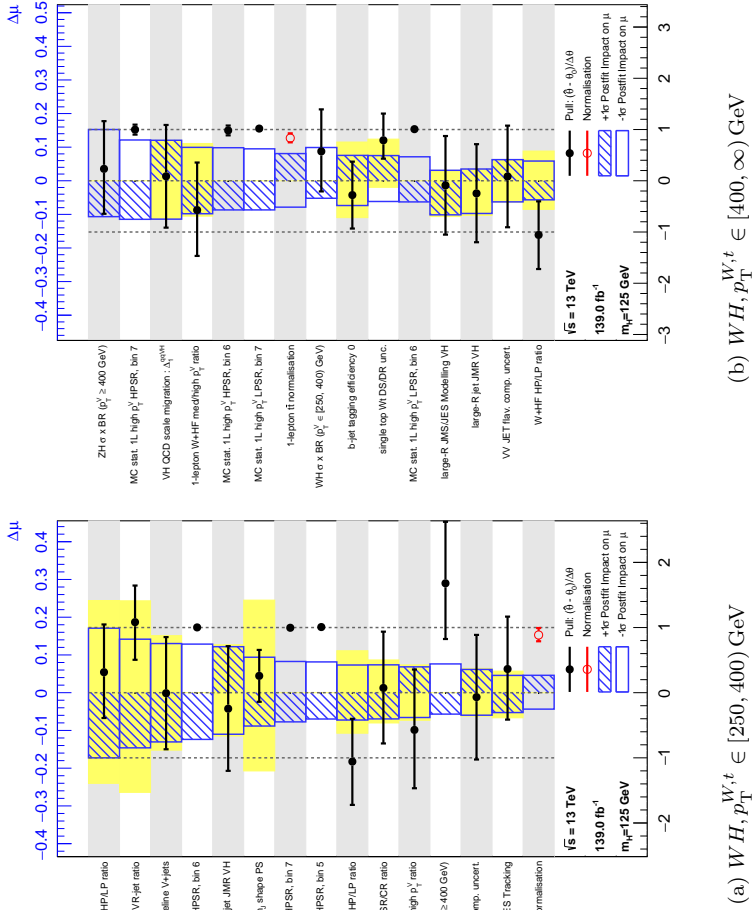 Δμ
−0.4−0.3−0.2−0.1 0 0.1 0.2 0.3 0.4 0.5
ZH σ x BR (p_T^V ≥ 400 GeV)
MC stat. 1L high p_T^V HPSR, bin 7
VH QCD scale migration : Δ_1^{qqVH}
1-lepton W+HF med/high p_T^V ratio
MC stat. 1L high p_T^V HPSR, bin 6
MC stat. 1L high p_T^V LPSR, bin 7
1-lepton tt̄ normalisation
WH σ x BR (p_T^V ∈ [250, 400) GeV)
b-jet tagging efficiency 0
single top Wt DS/DR unc.
MC stat. 1L high p_T^V LPSR, bin 6
large-R JMS/JES Modelling VH
large-R jet JMR VH
VV JET flav. comp. uncert.
W+HF HP/LP ratio
√s = 13 TeV
139.0 fb⁻¹
m_H=125 GeV
Pull: (θ̂ - θ₀)/Δθ
Normalisation
+1σ Postfit Impact on μ
-1σ Postfit Impact on μ
−3 −2 −1 0 1 2 3
(b) WH, p_T^{W,t} ∈ [400, ∞) GeV
Δμ
−0.4 −0.3 −0.2 −0.1 0 0.1 0.2 0.3 0.4
HP/LP ratio
VR-jet ratio
eline V+jets
HPSR, bin 6
jet JMR VH
shape PS
HPSR, bin 7
HPSR, bin 5
HP/LP ratio
SR/CR ratio
high p_T^V ratio
≥ 400 GeV)
omp. uncert.
ES Tracking
ormalisation
√s = 13 TeV
139.0 fb⁻¹
m_H=125 GeV
Pull: (θ̂ - θ₀)/Δθ
Normalisation
+1σ Postfit Impact on μ
-1σ Postfit Impact on μ
−2 −1 0 1 2
(a) WH, p_T^{W,t} ∈ [250, 400) GeV